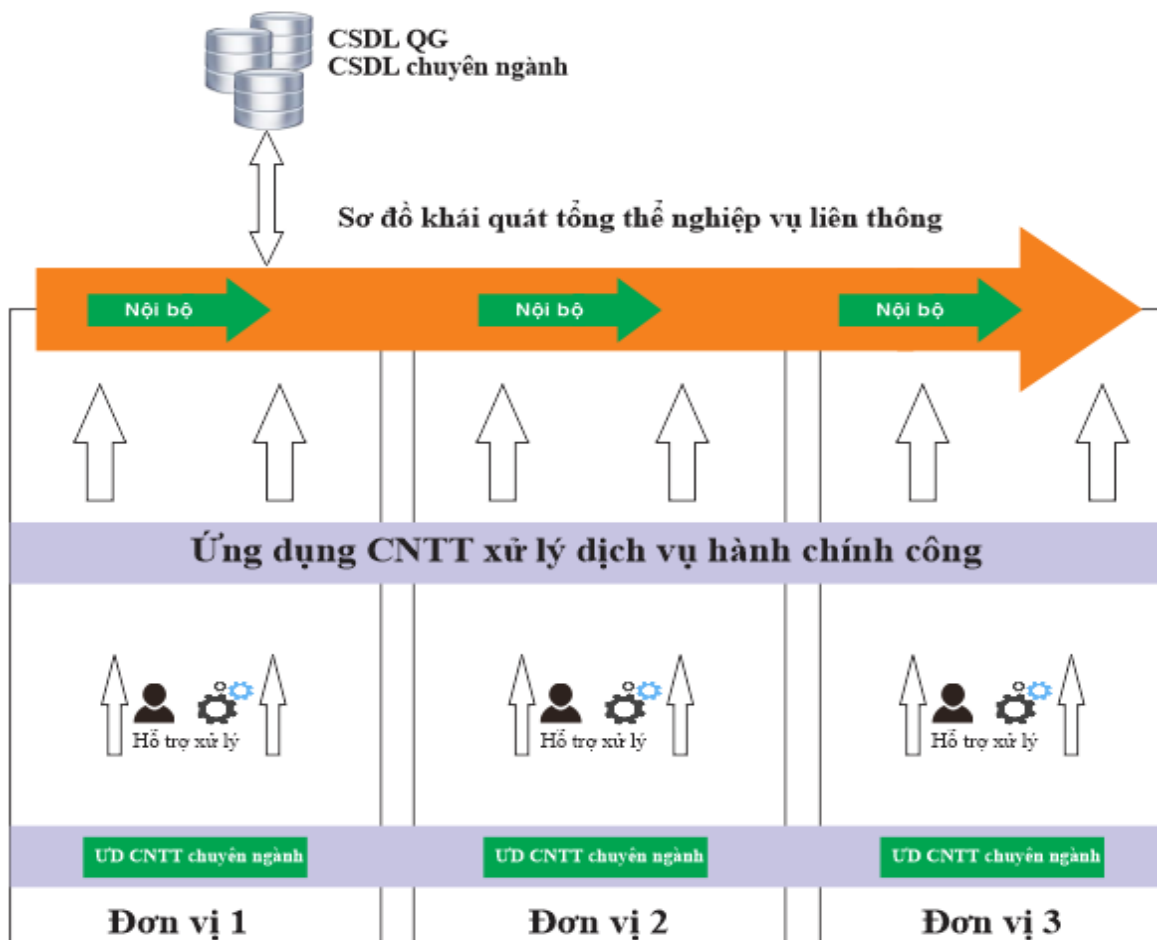 CSDL QG
CSDL chuyên ngành
Sơ đồ khái quát tổng thể nghiệp vụ liên thông
Nội bộ
Nội bộ
Nội bộ
Ứng dụng CNTT xử lý dịch vụ hành chính công
Hỗ trợ xử lý
Hỗ trợ xử lý
Hỗ trợ xử lý
ƯD CNTT chuyên ngành
ƯD CNTT chuyên ngành
ƯD CNTT chuyên ngành
Đơn vị 1
Đơn vị 2
Đơn vị 3